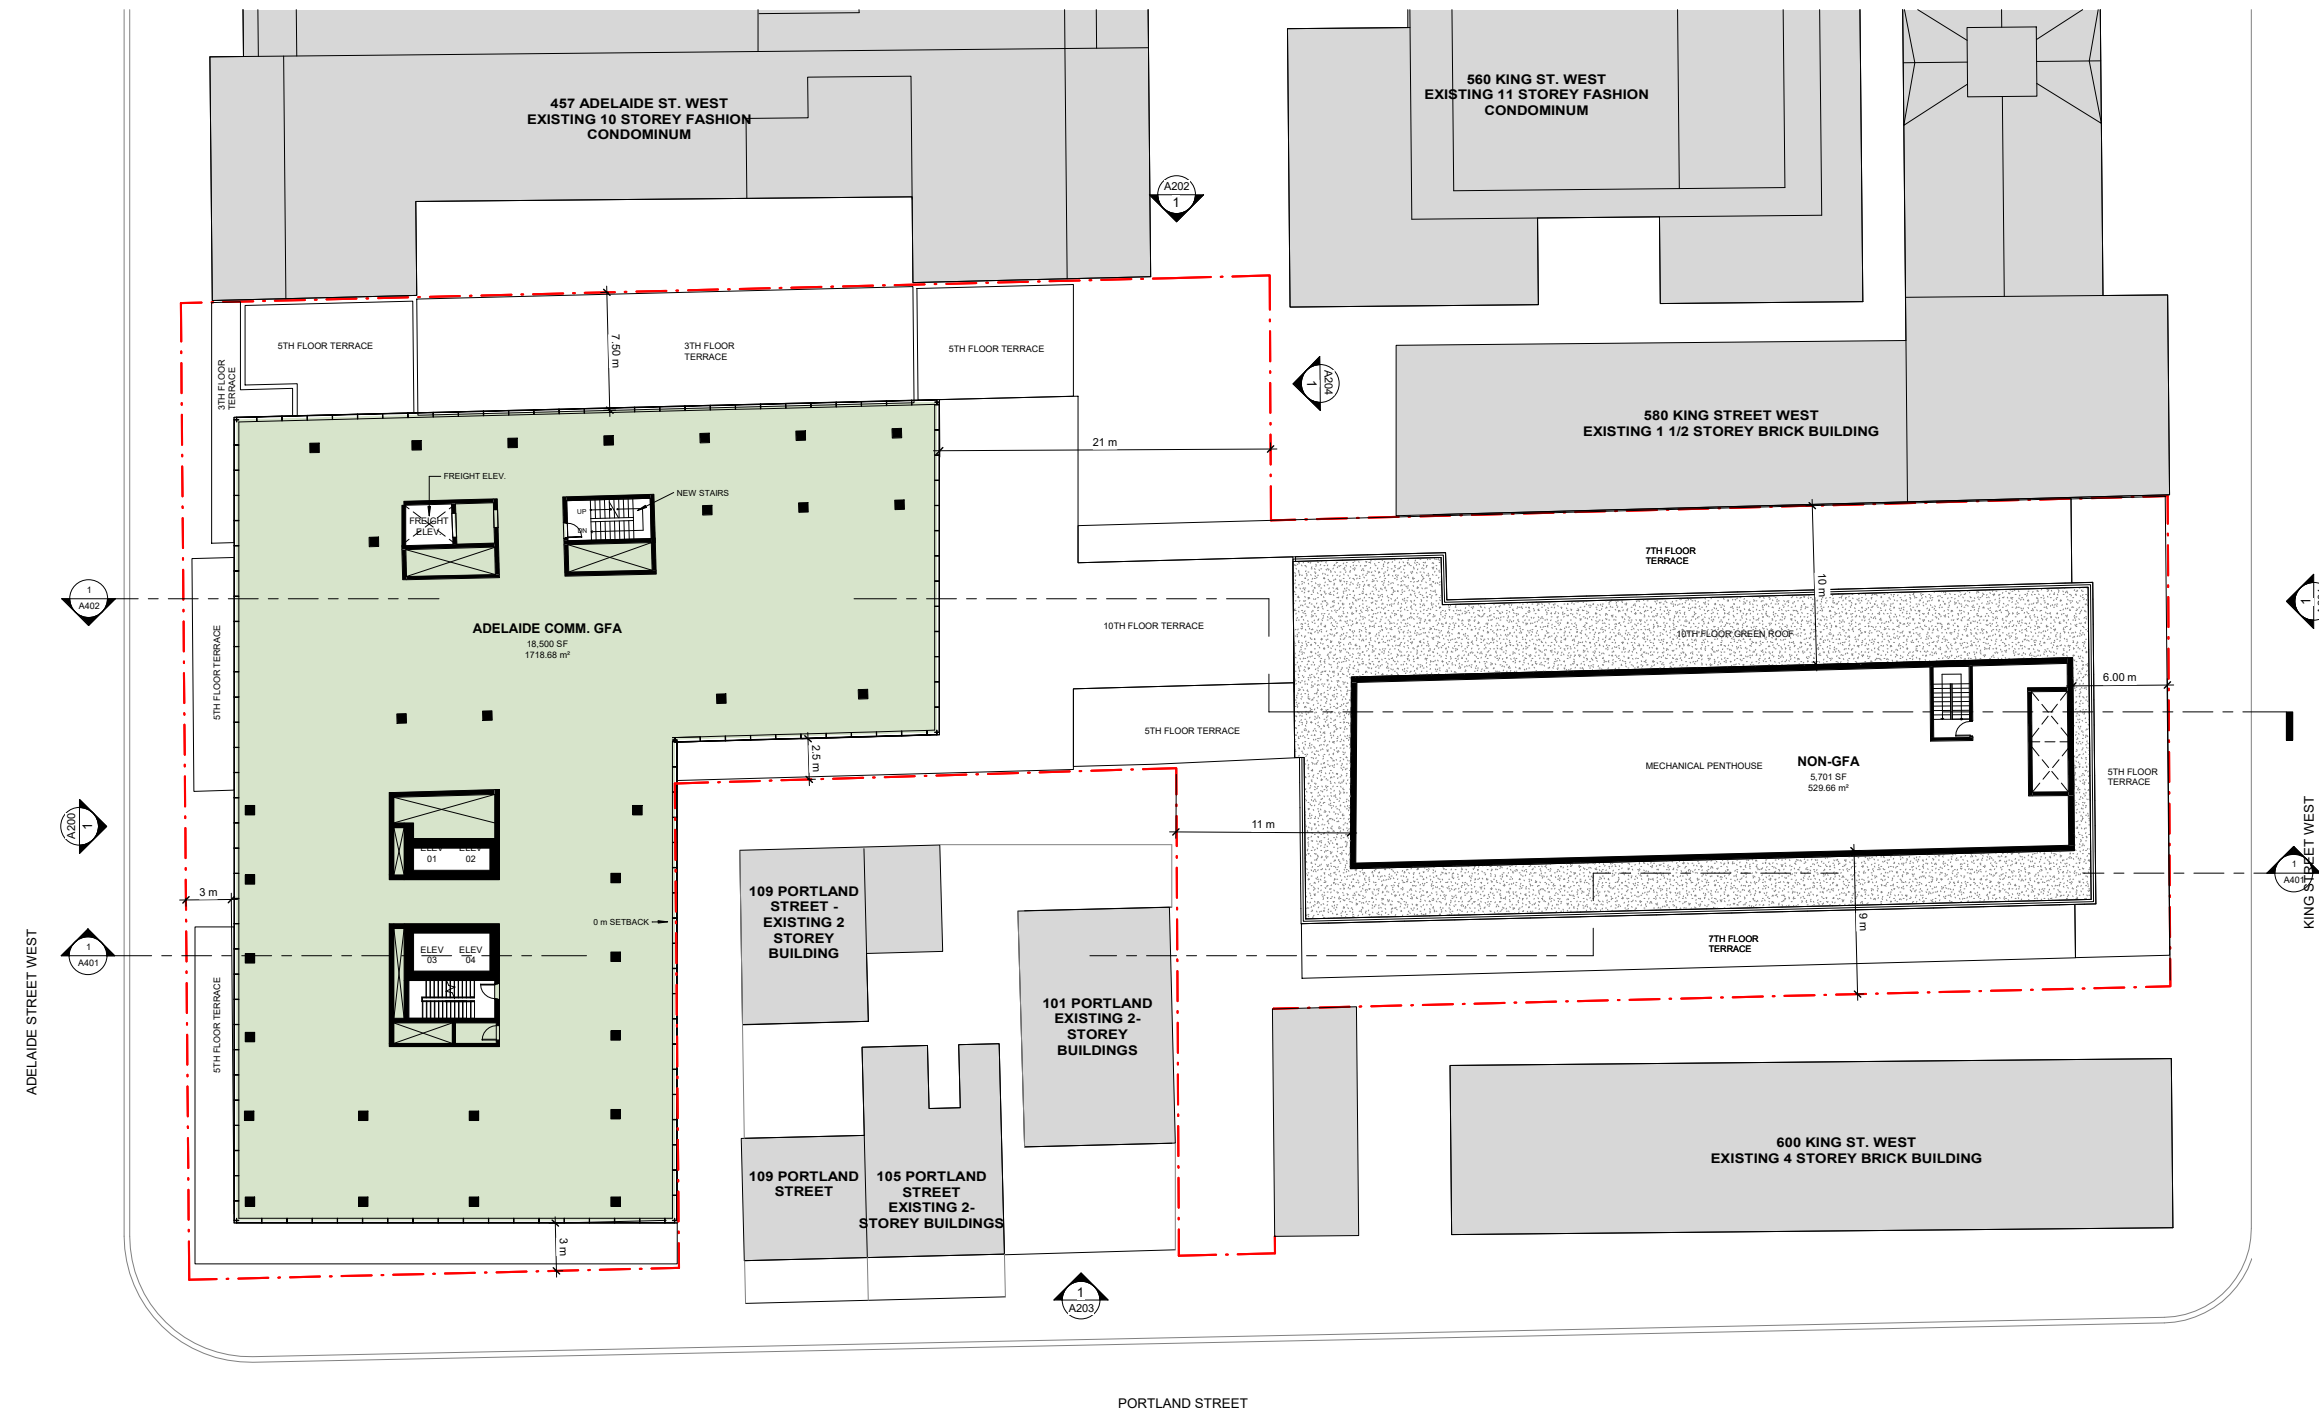 457 ADELAIDE ST. WEST
EXISTING 10 STOREY FASHION
CONDOMINUM
560 KING ST. WEST
EXISTING 11 STOREY FASHION
CONDOMINUM
A202
1
5TH FLOOR TERRACE
7.50 m
3TH FLOOR
TERRACE
5TH FLOOR TERRACE
3TH FLOOR
TERRACE
A204
1
580 KING STREET WEST
EXISTING 1 1/2 STOREY BRICK BUILDING
21 m
FREIGHT ELEV.
NEW STAIRS
FREIGHT
ELEV.
UP
DN
7TH FLOOR
TERRACE
10 m
1
A402
1
ADELAIDE COMM. GFA
18,500 SF
1718.68 m²
10TH FLOOR TERRACE
10TH FLOOR GREEN ROOF
5TH FLOOR TERRACE
6.00 m
5TH FLOOR TERRACE
2.5 m
MECHANICAL PENTHOUSE
NON-GFA
5,701 SF
529.66 m²
5TH FLOOR
TERRACE
A200
1
11 m
ELEV
01
ELEV
02
KING STREET WEST
1
A401
3 m
109 PORTLAND
STREET -
EXISTING 2
STOREY
BUILDING
0 m SETBACK
9 m
7TH FLOOR
TERRACE
ADELAIDE STREET WEST
1
A401
ELEV
03
ELEV
04
5TH FLOOR TERRACE
101 PORTLAND
EXISTING 2-
STOREY
BUILDINGS
600 KING ST. WEST
EXISTING 4 STOREY BRICK BUILDING
109 PORTLAND
STREET
105 PORTLAND
STREET
EXISTING 2-
STOREY BUILDINGS
3 m
1
A203
PORTLAND STREET